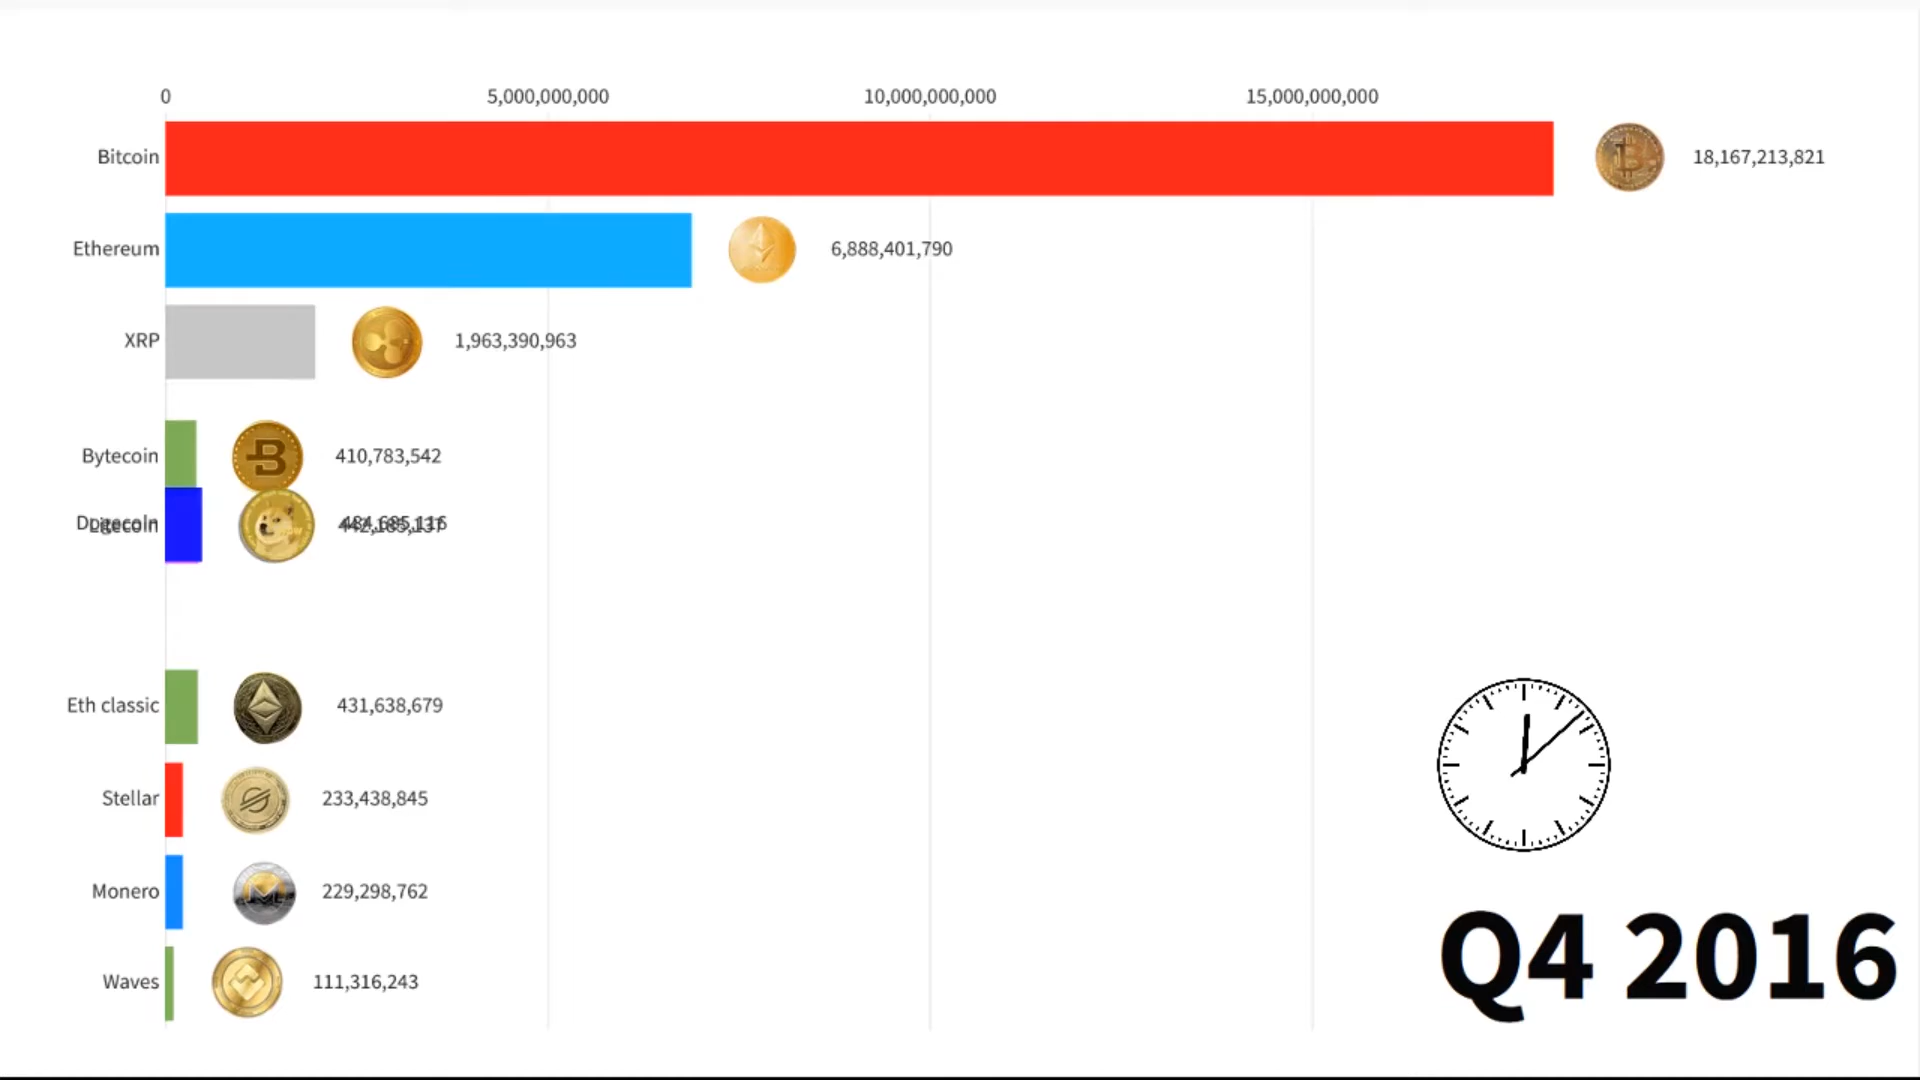 0 5,000,000,000 10,000,000,000 15,000,000,000
Bitcoin 18,167,213,821
Ethereum 6,888,401,790
XRP 1,963,390,963
Bytecoin 410,783,542
Dogecoin
Litecoin
Eth classic 431,638,679
Stellar 233,438,845
Monero 229,298,762
Waves 111,316,243
Q4 2016